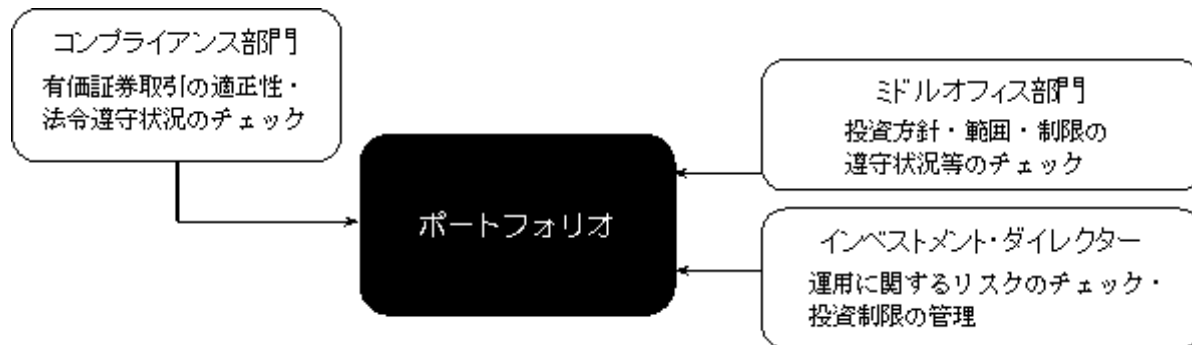 コンプライアンス部門
有価証券取引の適正性・
法令遵守状況のチェック
ミドルオフィス部門
投資方針・範囲・制限の
遵守状況等のチェック
ポートフォリオ
インベストメント・ダイレクター
運用に関するリスクのチェック・
投資制限の管理